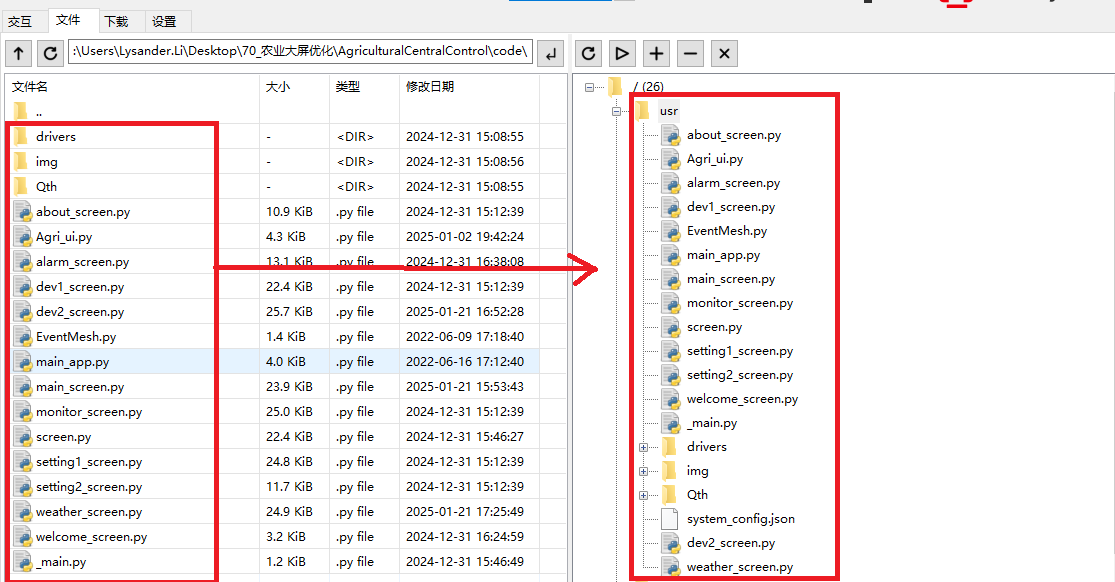 交互 文件 下载 设置
:\Users\Lysander.Li\Desktop\70_农业大屏优化\AgriculturalCentralControl\code\
文件名 大小 类型 修改日期
..
drivers - <DIR> 2024-12-31 15:08:55
img - <DIR> 2024-12-31 15:08:56
Qth - <DIR> 2024-12-31 15:08:55
about_screen.py 10.9 KiB .py file 2024-12-31 15:12:39
Agri_ui.py 4.3 KiB .py file 2025-01-02 19:42:24
alarm_screen.py 13.1 KiB .py file 2024-12-31 16:38:08
dev1_screen.py 22.4 KiB .py file 2024-12-31 15:12:39
dev2_screen.py 25.7 KiB .py file 2025-01-21 16:52:28
EventMesh.py 1.4 KiB .py file 2022-06-09 17:18:40
main_app.py 4.0 KiB .py file 2022-06-16 17:12:40
main_screen.py 23.9 KiB .py file 2025-01-21 15:53:43
monitor_screen.py 25.0 KiB .py file 2024-12-31 15:12:39
screen.py 22.4 KiB .py file 2024-12-31 15:46:27
setting1_screen.py 24.8 KiB .py file 2024-12-31 15:12:39
setting2_screen.py 11.7 KiB .py file 2024-12-31 15:12:39
weather_screen.py 24.9 KiB .py file 2025-01-21 17:25:49
welcome_screen.py 3.2 KiB .py file 2024-12-31 16:24:59
_main.py 1.2 KiB .py file 2024-12-31 15:46:49
/ (26)
usr
about_screen.py
Agri_ui.py
alarm_screen.py
dev1_screen.py
EventMesh.py
main_app.py
main_screen.py
monitor_screen.py
screen.py
setting1_screen.py
setting2_screen.py
welcome_screen.py
_main.py
drivers
img
Qth
system_config.json
dev2_screen.py
weather_screen.py